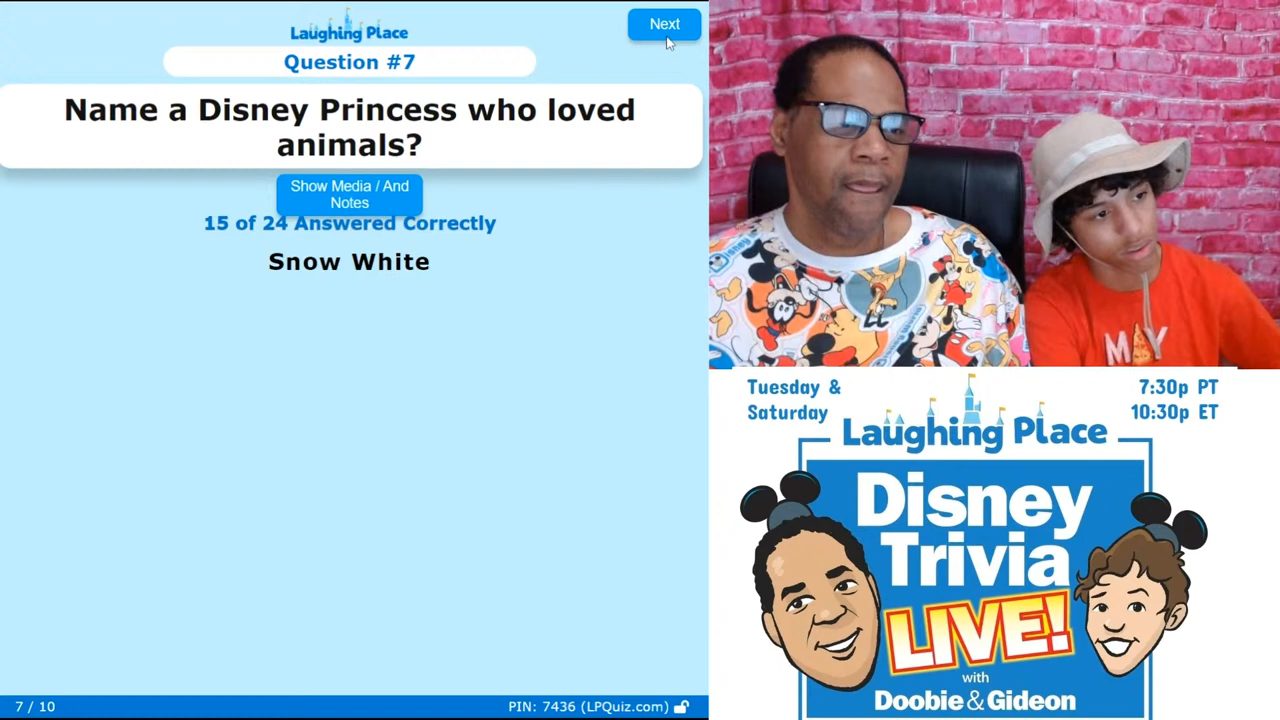 Laughing Place
Next
Question #7
Name a Disney Princess who loved
animals?
Show Media / And
Notes
15 of 24 Answered Correctly
Snow White
7 / 10
PIN: 7436 (LPQuiz.com)
MAY
Tuesday &
Saturday
7:30p PT
10:30p ET
Laughing Place
Disney
Trivia
LIVE!
with
Doobie & Gideon